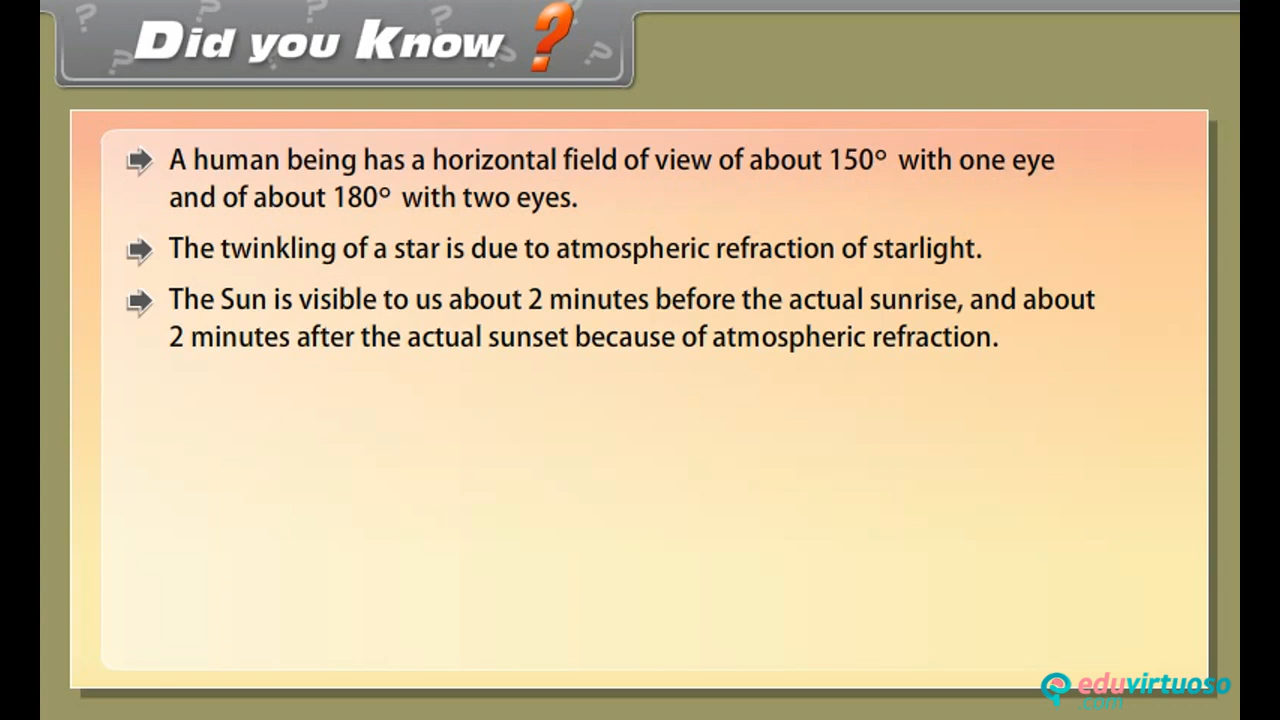 Did you Know ?
A human being has a horizontal field of view of about 150° with one eye
and of about 180° with two eyes.
The twinkling of a star is due to atmospheric refraction of starlight.
The Sun is visible to us about 2 minutes before the actual sunrise, and about
2 minutes after the actual sunset because of atmospheric refraction.
eduvirtuoso
.com